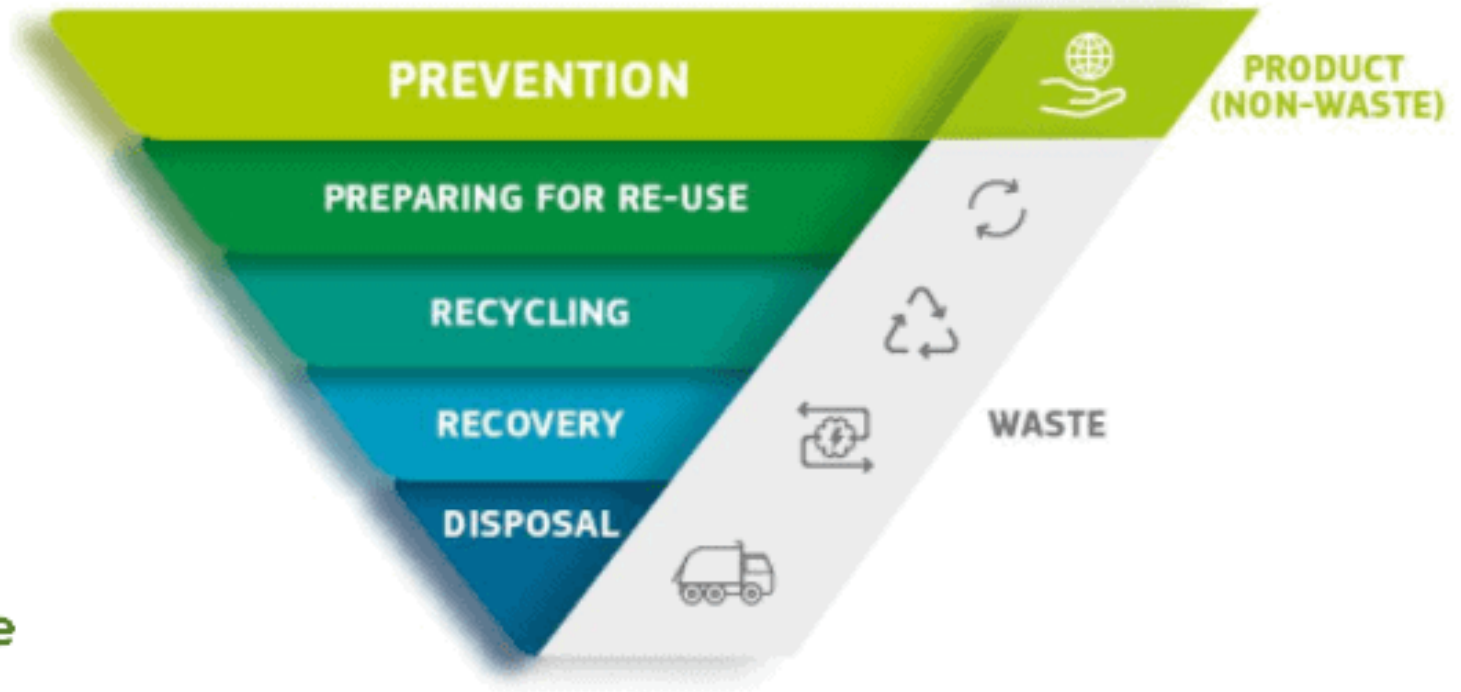 PREVENTION
PRODUCT
(NON-WASTE)
PREPARING FOR RE-USE
RECYCLING
RECOVERY
WASTE
DISPOSAL
e